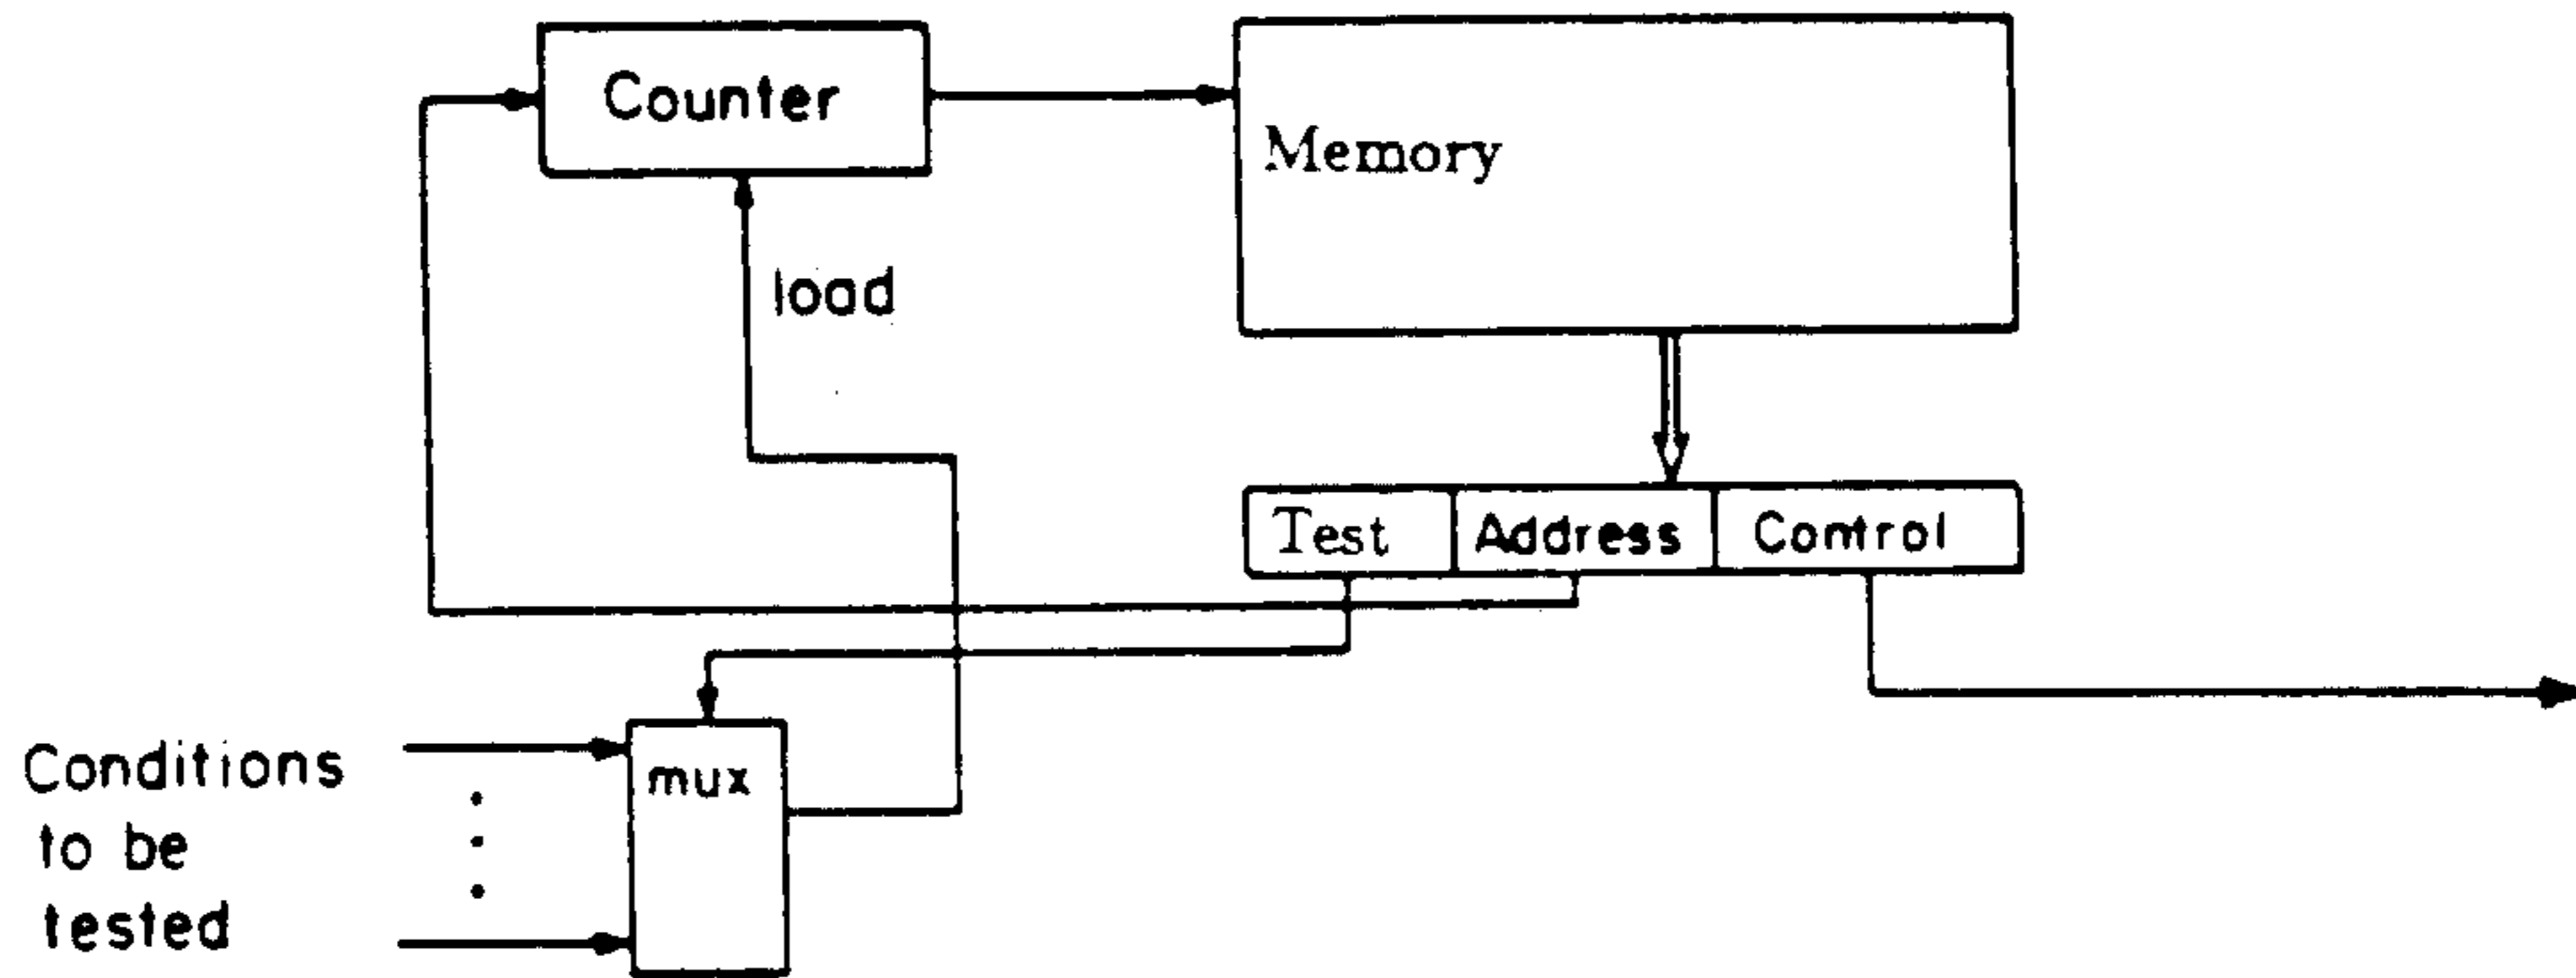 Counter
Memory
load
Test
Address
Control
Conditions
to be
tested
mux